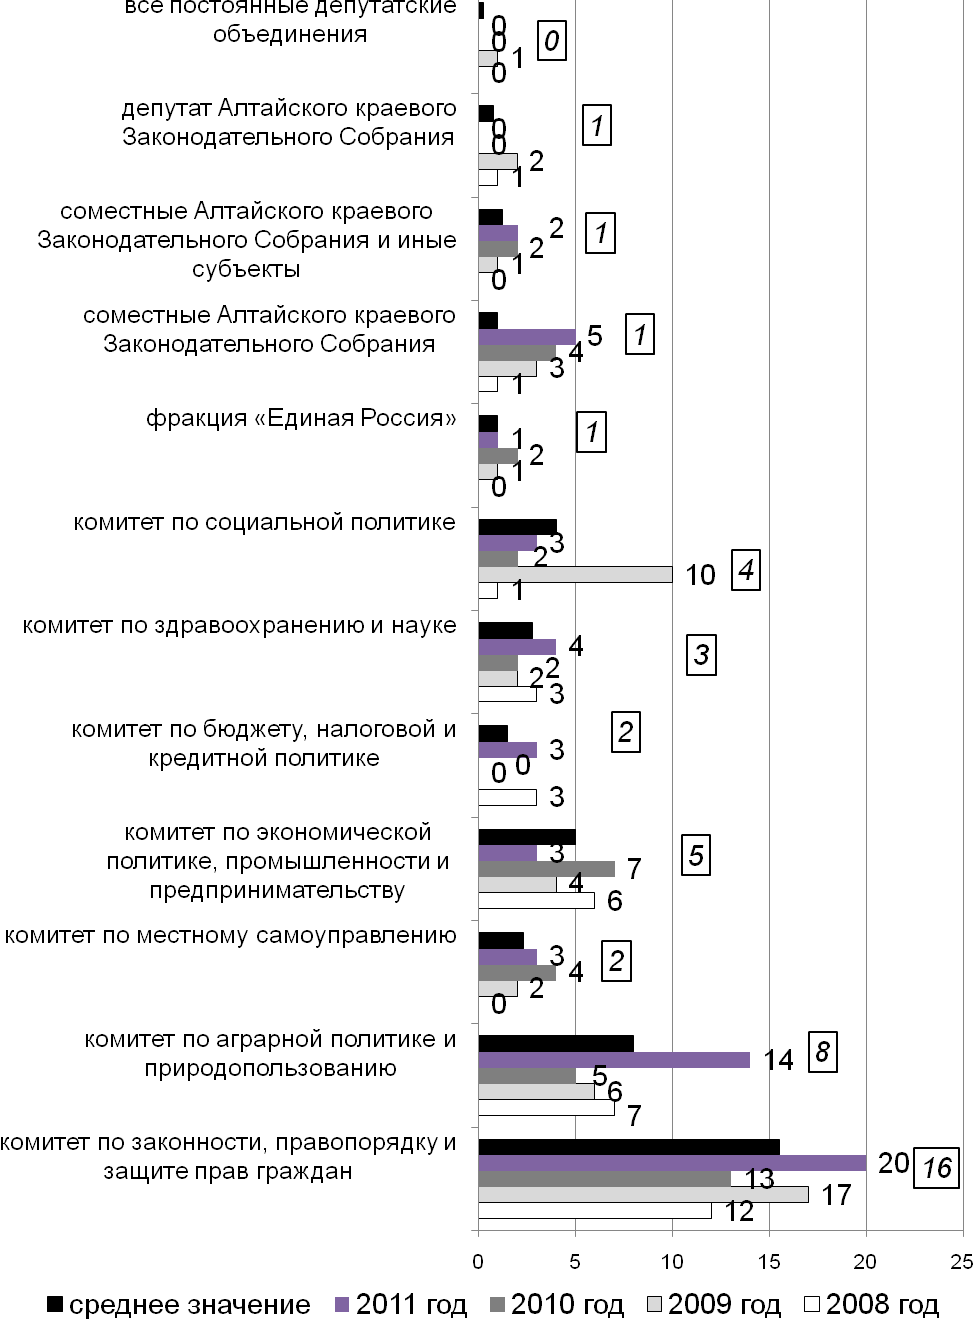 все постоянные депутатские
объединения
0
0
1
0
0
депутат Алтайского краевого
Законодательного Собрания
0
0
2
1
1
соместные Алтайского краевого
Законодательного Собрания и иные
субъекты
2
2
1
0
1
соместные Алтайского краевого
Законодательного Собрания
5
4
3
1
1
фракция «Единая Россия»
1
2
1
0
1
комитет по социальной политике
3
2
10
1
4
комитет по здравоохранению и науке
4
2
2
3
3
комитет по бюджету, налоговой и
кредитной политике
3
0
0
3
2
комитет по экономической
политике, промышленности и
предпринимательству
3
7
4
6
5
комитет по местному самоуправлению
3
4
2
0
2
комитет по аграрной политике и
природопользованию
14
5
6
7
8
комитет по законности, правопорядку и
защите прав граждан
20
13
17
12
16
0 5 10 15 20 25
среднее значение 2011 год 2010 год 2009 год 2008 год